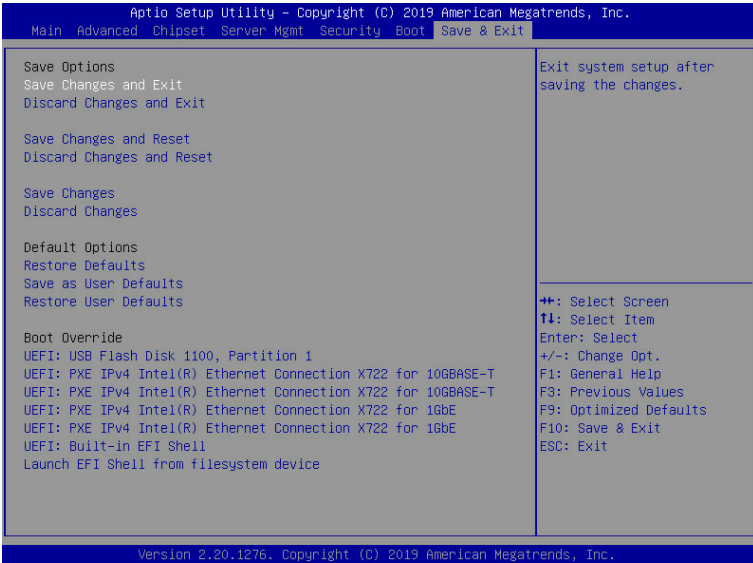 Aptio Setup Utility – Copyright (C) 2019 American Megatrends, Inc.
Main Advanced Chipset Server Mgmt Security Boot Save & Exit
Save Options
Save Changes and Exit
Discard Changes and Exit
Save Changes and Reset
Discard Changes and Reset
Save Changes
Discard Changes
Default Options
Restore Defaults
Save as User Defaults
Restore User Defaults
Boot Override
UEFI: USB Flash Disk 1100, Partition 1
UEFI: PXE IPv4 Intel(R) Ethernet Connection X722 for 10GBASE-T
UEFI: PXE IPv4 Intel(R) Ethernet Connection X722 for 10GBASE-T
UEFI: PXE IPv4 Intel(R) Ethernet Connection X722 for 1GbE
UEFI: PXE IPv4 Intel(R) Ethernet Connection X722 for 1GbE
UEFI: Built-in EFI Shell
Launch EFI Shell from filesystem device
Exit system setup after
saving the changes.
→←: Select Screen
↑↓: Select Item
Enter: Select
+/-: Change Opt.
F1: General Help
F3: Previous Values
F9: Optimized Defaults
F10: Save & Exit
ESC: Exit
Version 2.20.1276. Copyright (C) 2019 American Megatrends, Inc.